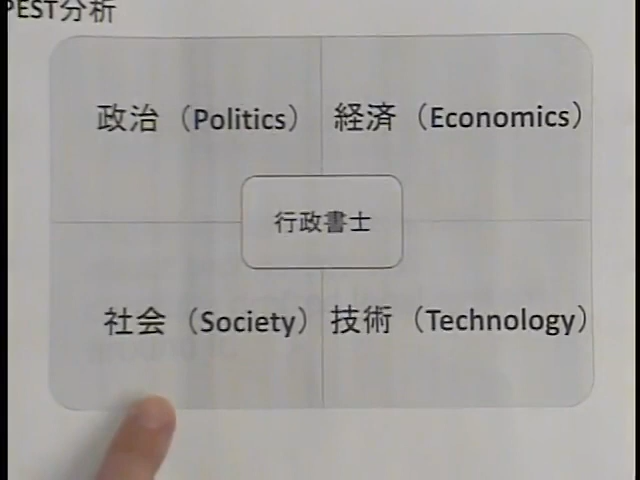 PEST分析
政治（Politics）
経済（Economics）
行政書士
社会（Society）
技術（Technology）